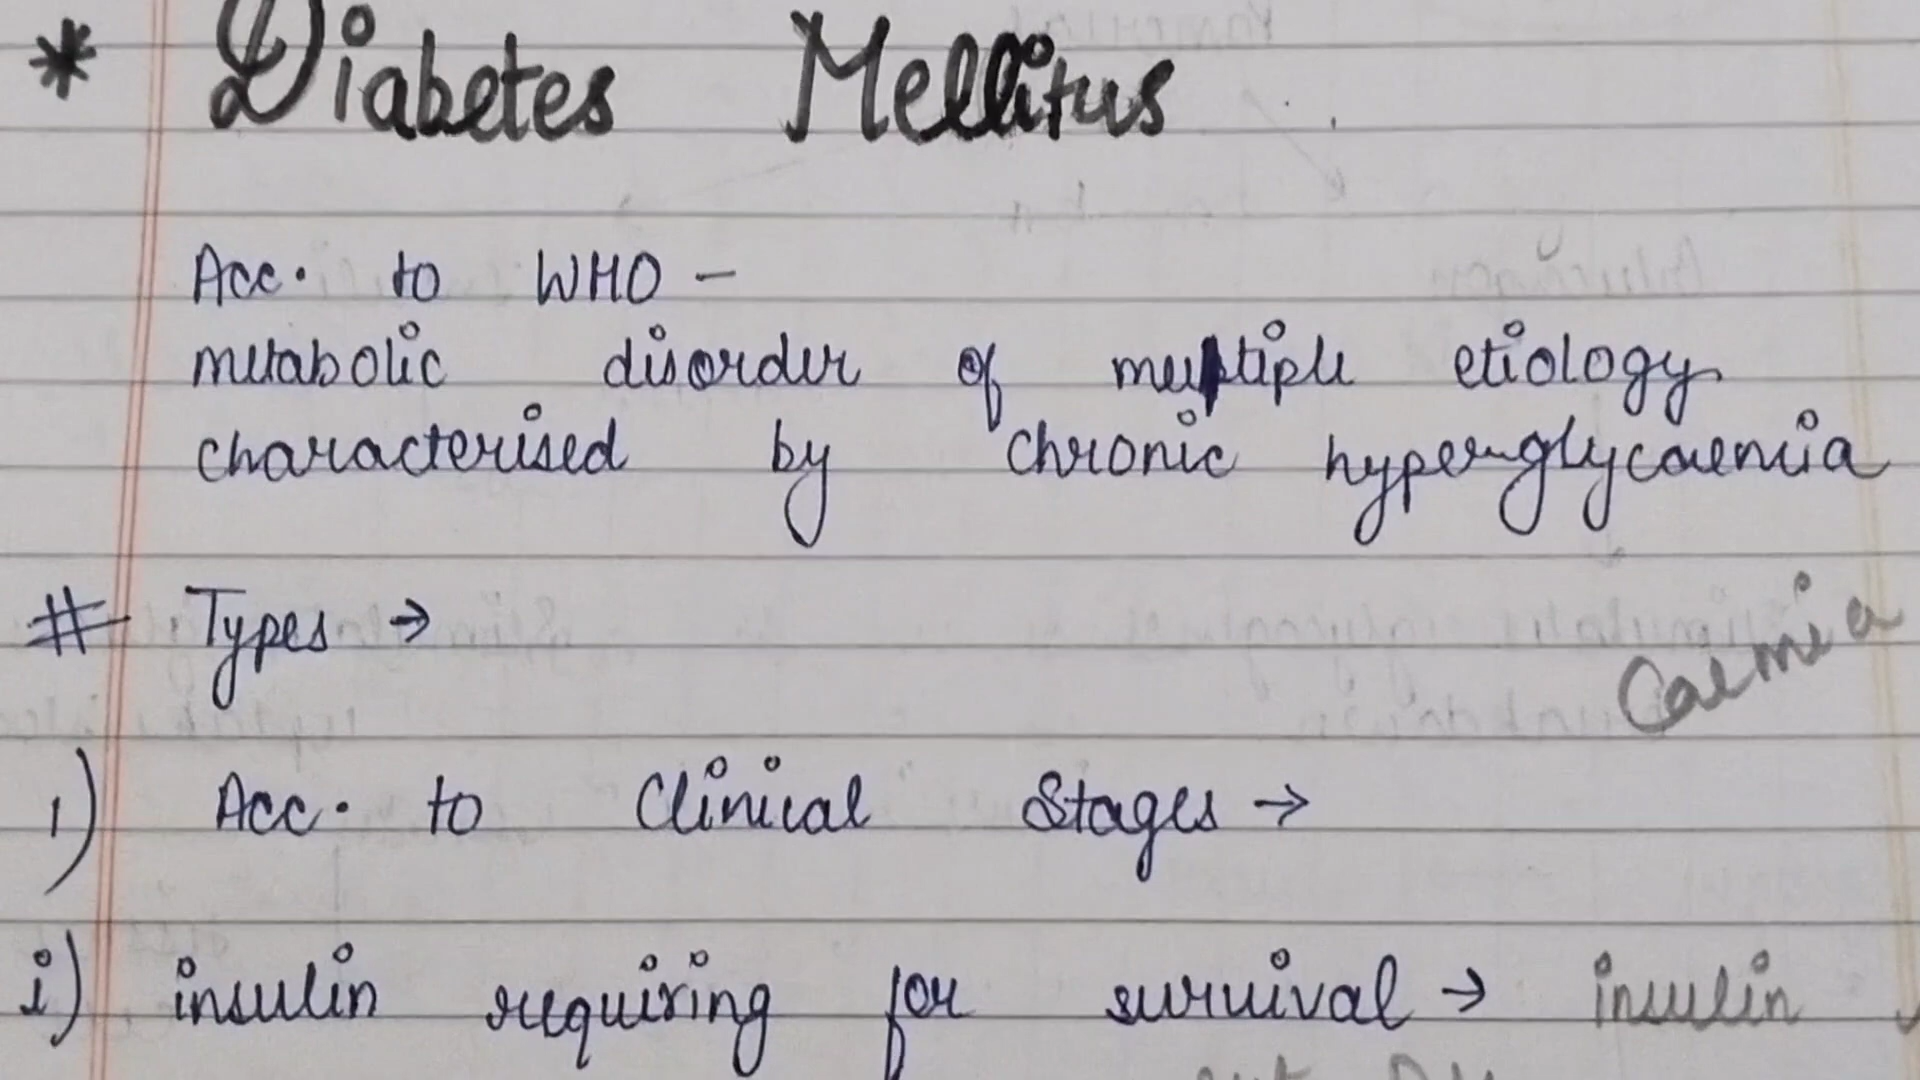 * Diabetes Mellitus
Acc. to WHO -
metabolic disorder of multiple etiology
characterised by chronic hyperglycaemia
# Types →
Caemia
1) Acc. to Clinical Stages →
i) insulin requiring for survival → insulin